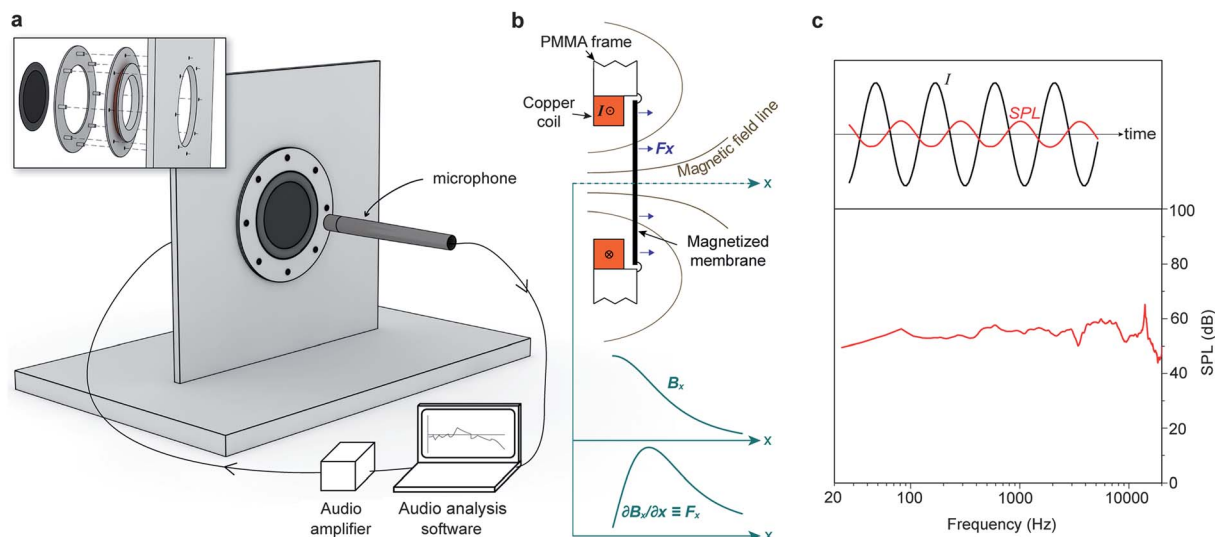 a
microphone
Audio
amplifier
Audio analysis
software
b
PMMA frame
Copper
coil
I⊙
Fx
Magnetic field line
x
⊗
Magnetized
membrane
Bₓ
x
∂Bₓ/∂x ≡ Fₓ
x
c
I
SPL
time
100
80
60
40
20
0
SPL (dB)
20
100
1000
10000
Frequency (Hz)